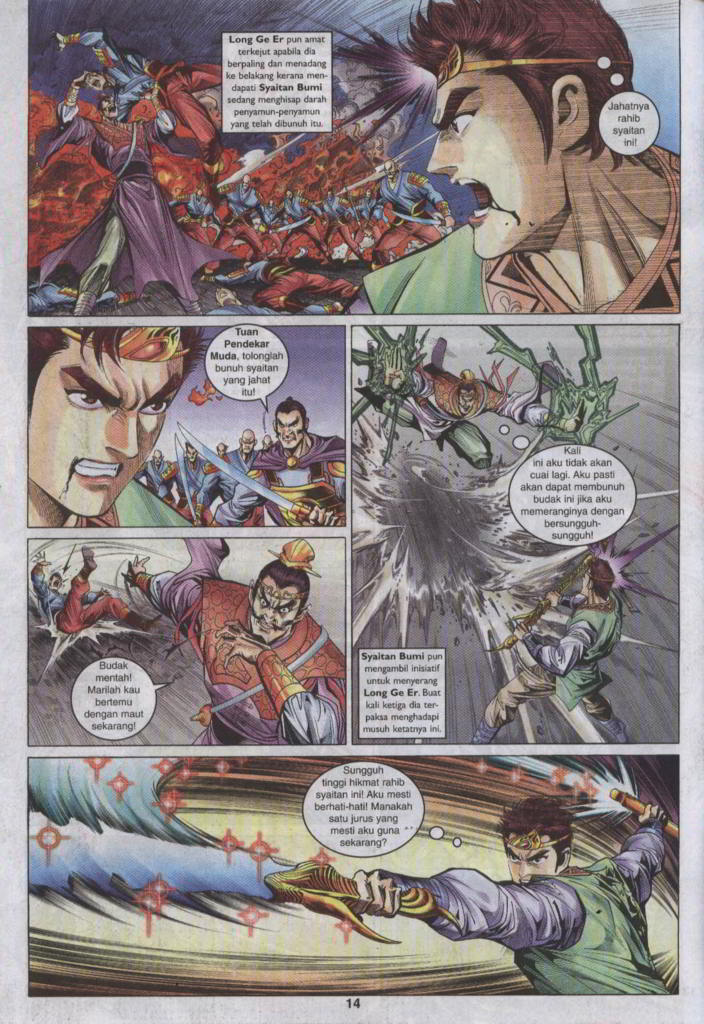 Long Ge Er pun amat
terkejut apabila dia
berpaling dan menadang
ke belakang kerana men-
dapati Syaitan Bumi
sedang menghisap darah
penyamun-penyamun
yang telah dibunuh itu.
Jahatnya
rahib
syaitan
ini!
Tuan
Pendekar
Muda, tolonglah
bunuh syaitan
yang jahat
itu!
Kali
ini aku tidak akan
cuai lagi. Aku pasti
akan dapat membunuh
budak ini jika aku
memeranginya dengan
bersungguh-
sungguh!
Budak
mentah!
Marilah kau
bertemu
dengan maut
sekarang!
Syaitan Bumi pun
mengambil inisiatif
untuk menyerang
Long Ge Er. Buat
kali ketiga dia ter-
paksa menghadapi
musuh ketatnya ini.
Sungguh
tinggi hikmat rahib
syaitan ini! Aku mesti
berhati-hati! Manakah
satu jurus yang
mesti aku guna
sekarang?
14